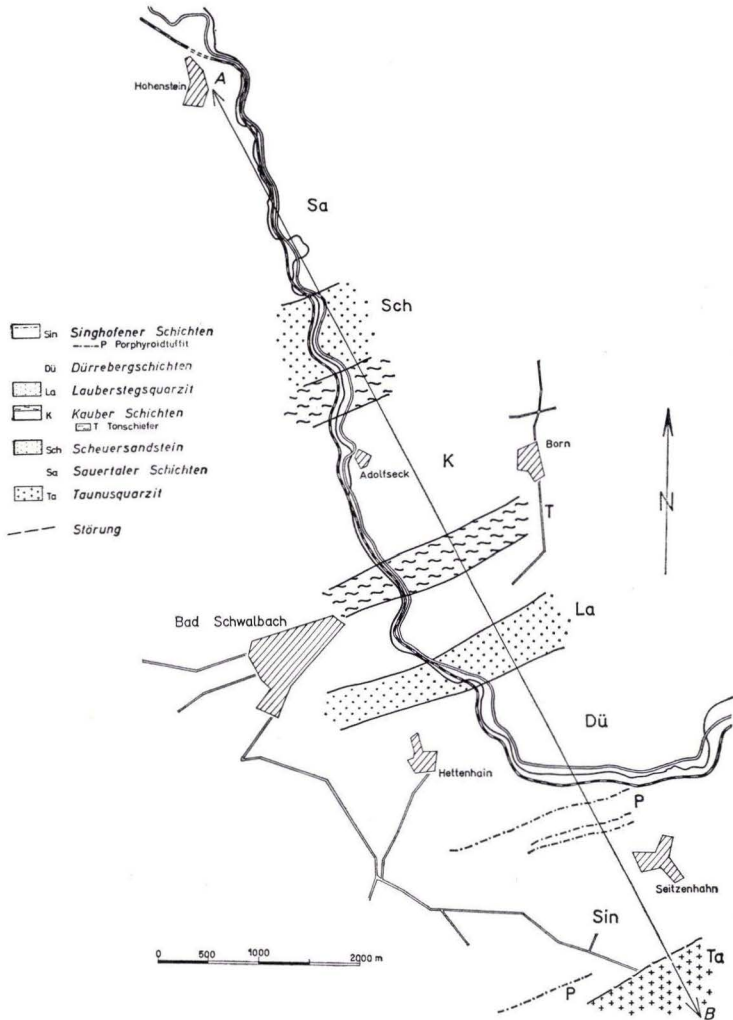 A
Hohenstein
Sa
Sch
Sin Singhofener Schichten
P Porphyroidtuffit
Dü Dürrebergschichten
La Lauberstegsquarzit
K Kauber Schichten
T Tonschiefer
Sch Scheuersandstein
Sa Sauertaler Schichten
Ta Taunusquarzit
Störung
Born
K
Adolfseck
N
T
La
Bad Schwalbach
Dü
Hettenhain
P
Seitzenhahn
Sin
Ta
0 500 1000 2000 m
P
B